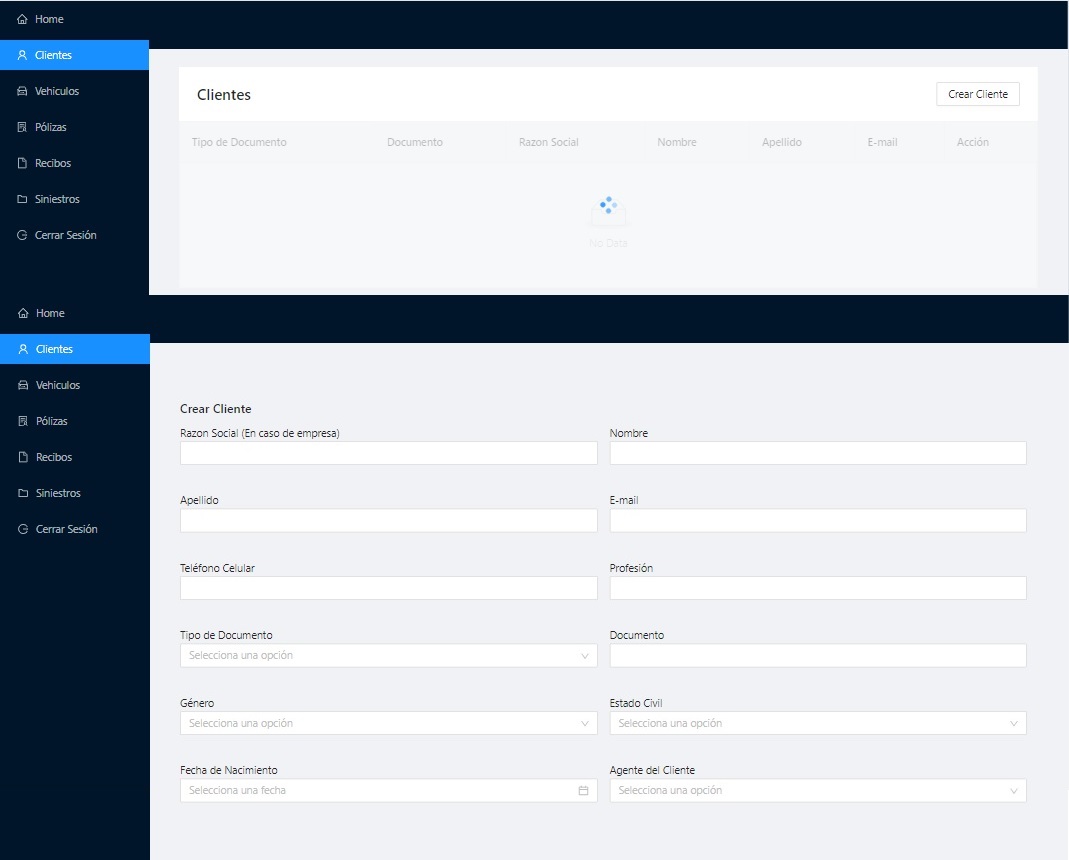 Home
Clientes
Vehículos
Pólizas
Recibos
Siniestros
Cerrar Sesión
Clientes
Crear Cliente
Tipo de Documento Documento Razon Social Nombre Apellido E-mail Acción
No Data
Home
Clientes
Vehículos
Pólizas
Recibos
Siniestros
Cerrar Sesión
Crear Cliente
Razon Social (En caso de empresa) Nombre
Apellido E-mail
Teléfono Celular Profesión
Tipo de Documento Documento
Selecciona una opción
Género Estado Civil
Selecciona una opción Selecciona una opción
Fecha de Nacimiento Agente del Cliente
Selecciona una fecha Selecciona una opción